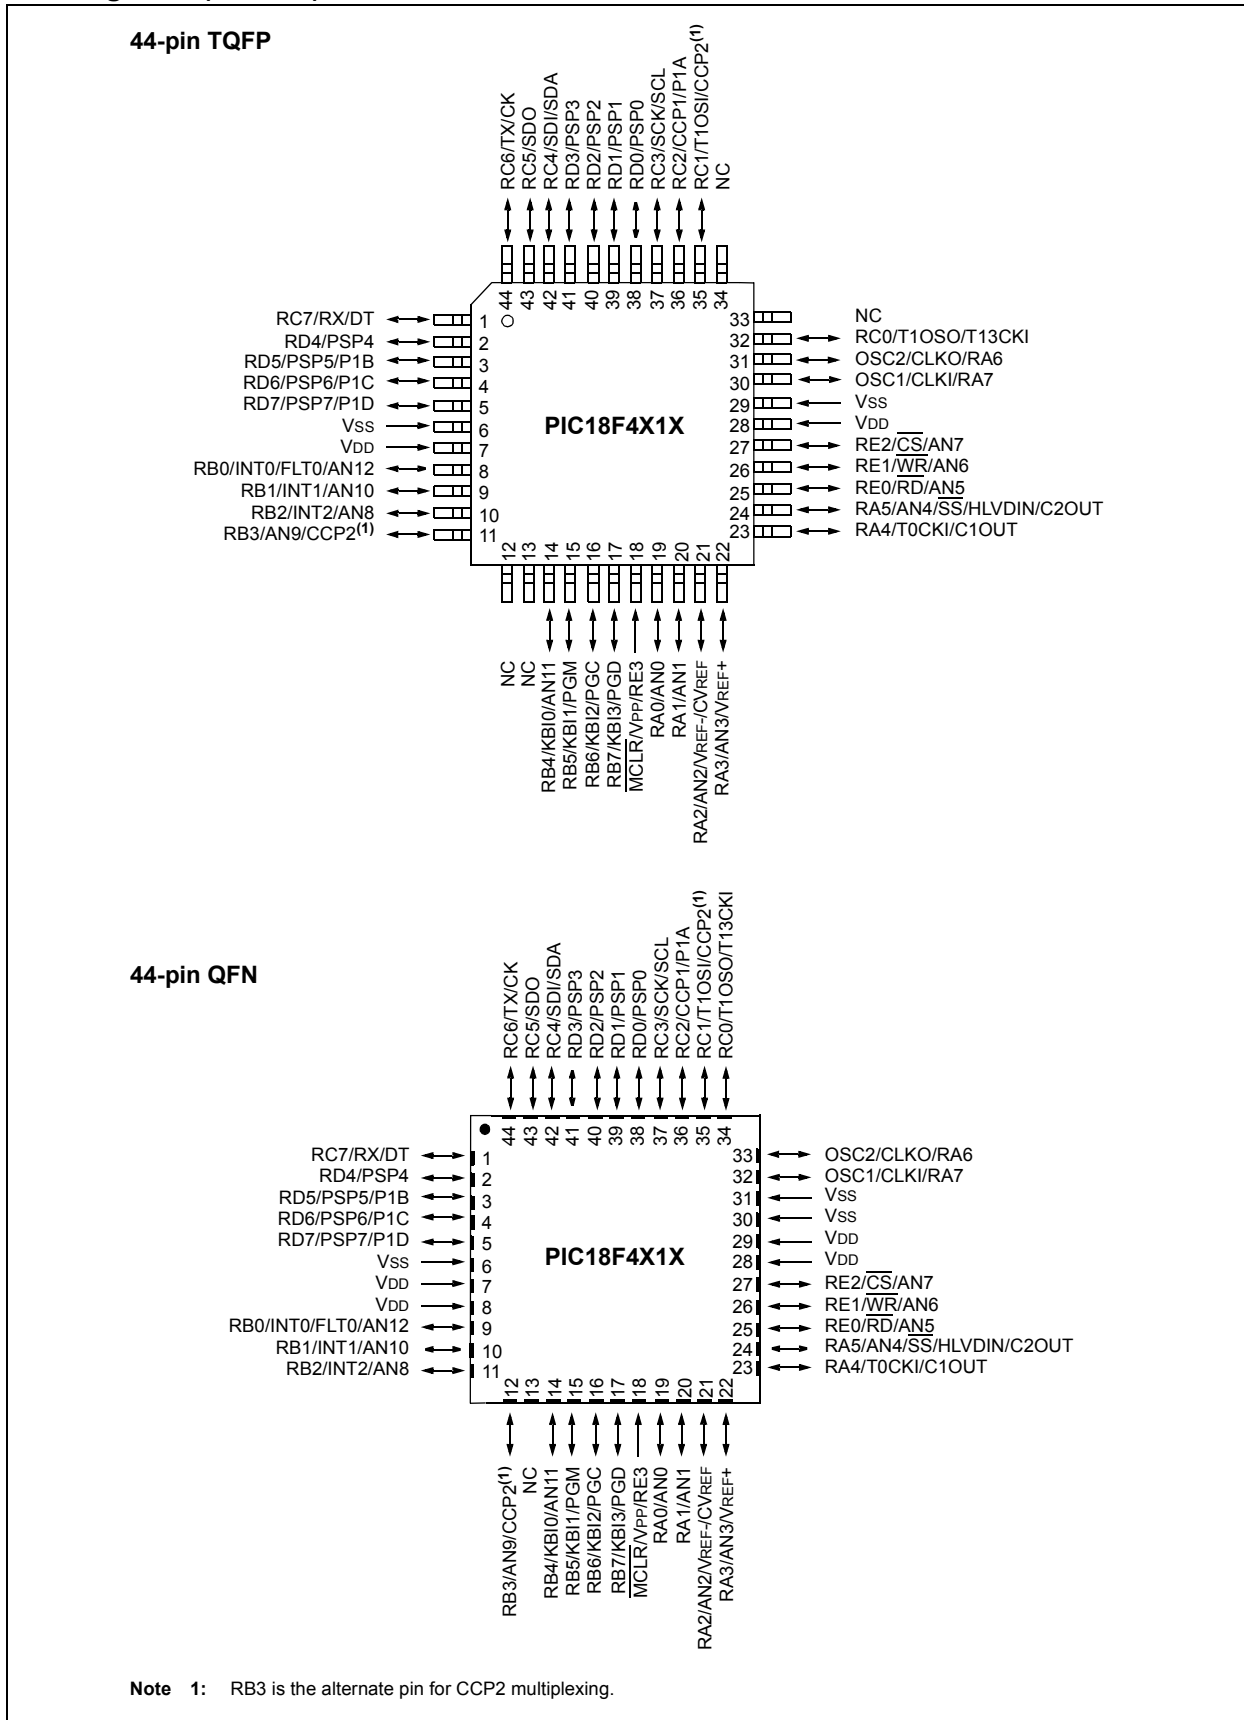 44-pin TQFP
RC6/TX/CK
RC5/SDO
RC4/SDI/SDA
RD3/PSP3
RD2/PSP2
RD1/PSP1
RD0/PSP0
RC3/SCK/SCL
RC2/CCP1/P1A
RC1/T1OSI/CCP2(1)
NC
44
43
42
41
40
39
38
37
36
35
34
RC7/RX/DT 1
RD4/PSP4 2
RD5/PSP5/P1B 3
RD6/PSP6/P1C 4
RD7/PSP7/P1D 5
VSS 6
VDD 7
RB0/INT0/FLT0/AN12 8
RB1/INT1/AN10 9
RB2/INT2/AN8 10
RB3/AN9/CCP2(1) 11
PIC18F4X1X
33 NC
32 RC0/T1OSO/T13CKI
31 OSC2/CLKO/RA6
30 OSC1/CLKI/RA7
29 VSS
28 VDD
27 RE2/CS/AN7
26 RE1/WR/AN6
25 RE0/RD/AN5
24 RA5/AN4/SS/HLVDIN/C2OUT
23 RA4/T0CKI/C1OUT
12
13
14
15
16
17
18
19
20
21
22
NC
NC
RB4/KBI0/AN11
RB5/KBI1/PGM
RB6/KBI2/PGC
RB7/KBI3/PGD
MCLR/VPP/RE3
RA0/AN0
RA1/AN1
RA2/AN2/VREF-/CVREF
RA3/AN3/VREF+
44-pin QFN
RC6/TX/CK
RC5/SDO
RC4/SDI/SDA
RD3/PSP3
RD2/PSP2
RD1/PSP1
RD0/PSP0
RC3/SCK/SCL
RC2/CCP1/P1A
RC1/T1OSI/CCP2(1)
RC0/T1OSO/T13CKI
44
43
42
41
40
39
38
37
36
35
34
RC7/RX/DT 1
RD4/PSP4 2
RD5/PSP5/P1B 3
RD6/PSP6/P1C 4
RD7/PSP7/P1D 5
VSS 6
VDD 7
VDD 8
RB0/INT0/FLT0/AN12 9
RB1/INT1/AN10 10
RB2/INT2/AN8 11
PIC18F4X1X
33 OSC2/CLKO/RA6
32 OSC1/CLKI/RA7
31 VSS
30 VSS
29 VDD
28 VDD
27 RE2/CS/AN7
26 RE1/WR/AN6
25 RE0/RD/AN5
24 RA5/AN4/SS/HLVDIN/C2OUT
23 RA4/T0CKI/C1OUT
12
13
14
15
16
17
18
19
20
21
22
RB3/AN9/CCP2(1)
NC
RB4/KBI0/AN11
RB5/KBI1/PGM
RB6/KBI2/PGC
RB7/KBI3/PGD
MCLR/VPP/RE3
RA0/AN0
RA1/AN1
RA2/AN2/VREF-/CVREF
RA3/AN3/VREF+
Note 1: RB3 is the alternate pin for CCP2 multiplexing.